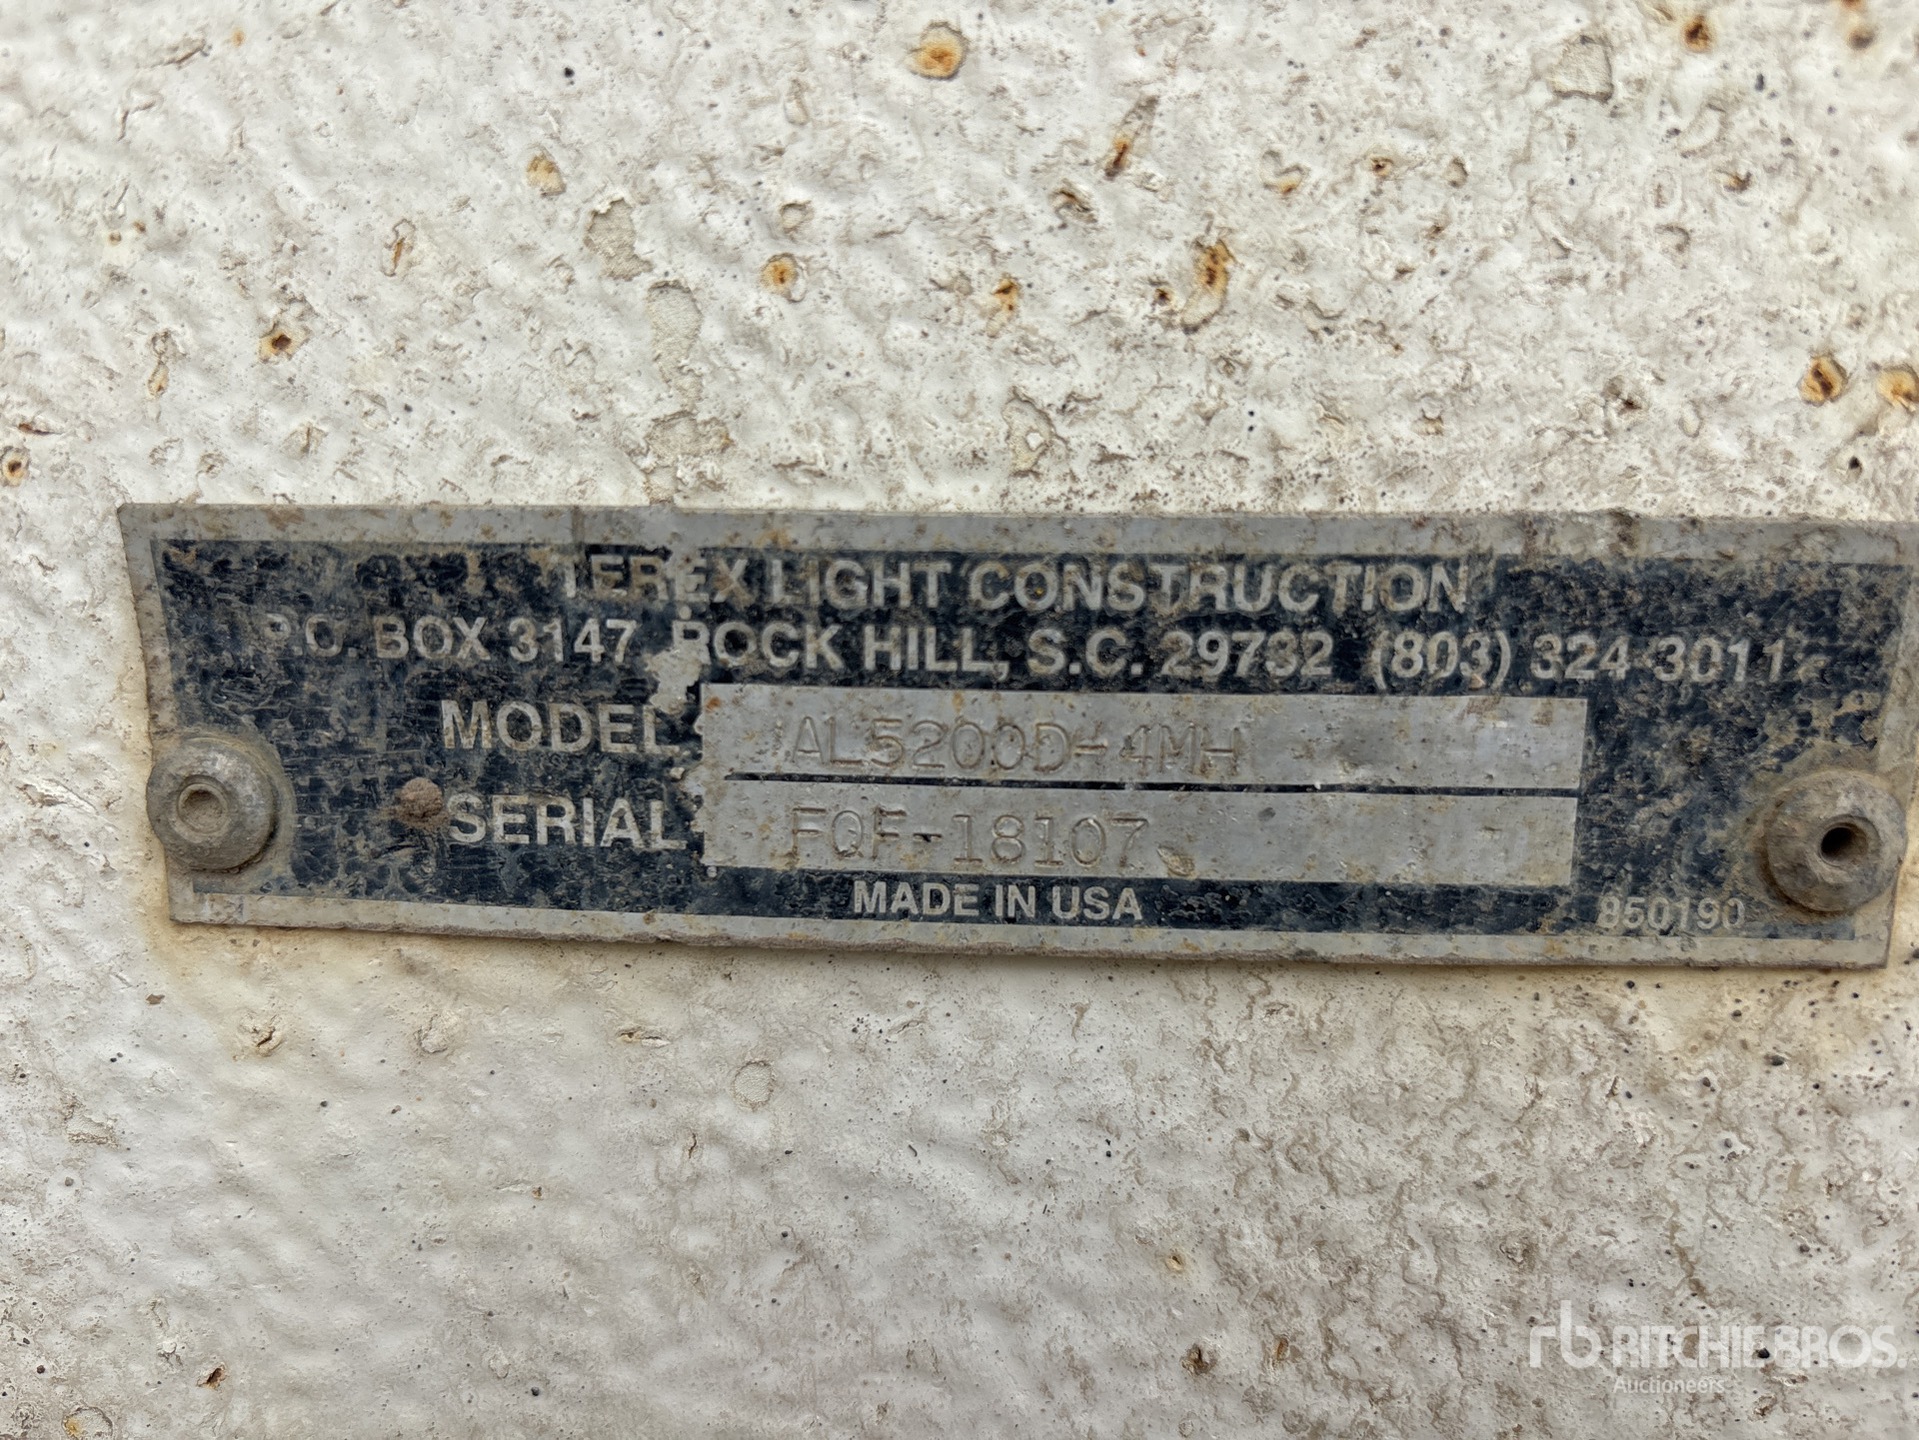 TEREX LIGHT CONSTRUCTION
P.O. BOX 3147 ROCK HILL, S.C. 29732 (803) 324-3011
MODEL AL5200D-4MH
SERIAL FQF-18107
MADE IN USA
850190
rb RITCHIE BROS.
Auctioneers